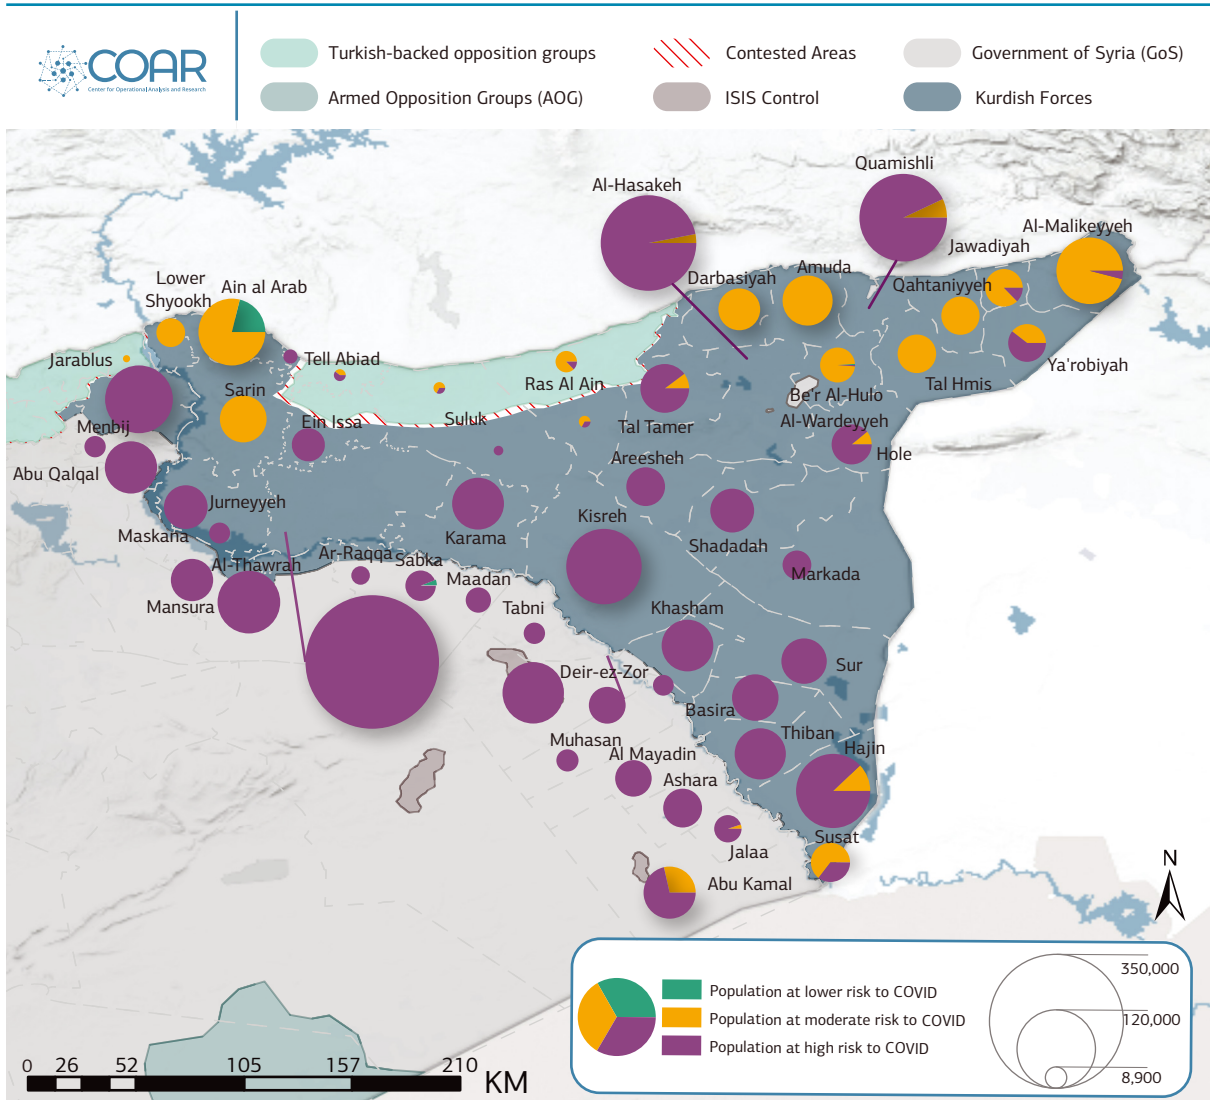 COAR
Center for Operational Analysis and Research
Turkish-backed opposition groups
Contested Areas
Government of Syria (GoS)
Armed Opposition Groups (AOG)
ISIS Control
Kurdish Forces
Quamishli
Al-Hasakeh
Al-Malikeyyeh
Jawadiyah
Lower
Shyookh
Ain al Arab
Darbasiyah
Amuda
Qahtaniyyeh
Jarablus
Tell Abiad
Ras Al Ain
Be'r Al-Hulo
Tal Hmis
Ya'robiyah
Sarin
Menbij
Ein Issa
Suluk
Tal Tamer
Al-Wardeyyeh
Hole
Abu Qalqal
Areesheh
Jurneyyeh
Maskana
Karama
Kisreh
Shadadah
Al-Thawrah
Ar-Raqqa
Sabka
Maadan
Markada
Mansura
Tabni
Khasham
Deir-ez-Zor
Sur
Basira
Muhasan
Al Mayadin
Thiban
Hajin
Ashara
Susat
Jalaa
Abu Kamal
N
Population at lower risk to COVID
Population at moderate risk to COVID
Population at high risk to COVID
350,000
120,000
8,900
0 26 52 105 157 210
KM